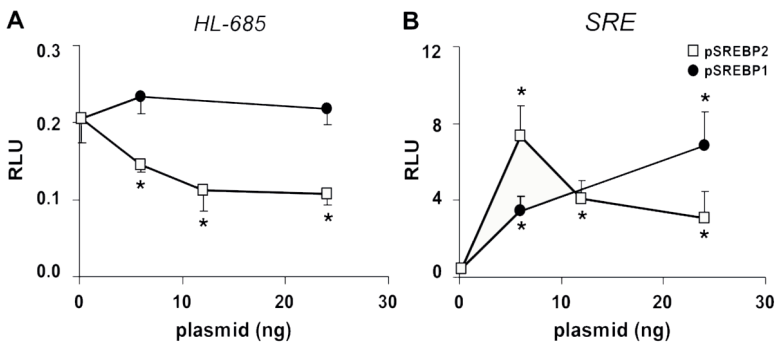 A
HL-685
0.3
0.2
0.1
0.0
RLU
*
*
*
0
10
20
30
plasmid (ng)
B
SRE
pSREBP2
pSREBP1
12
8
4
0
RLU
*
*
*
*
*
0
10
20
30
plasmid (ng)